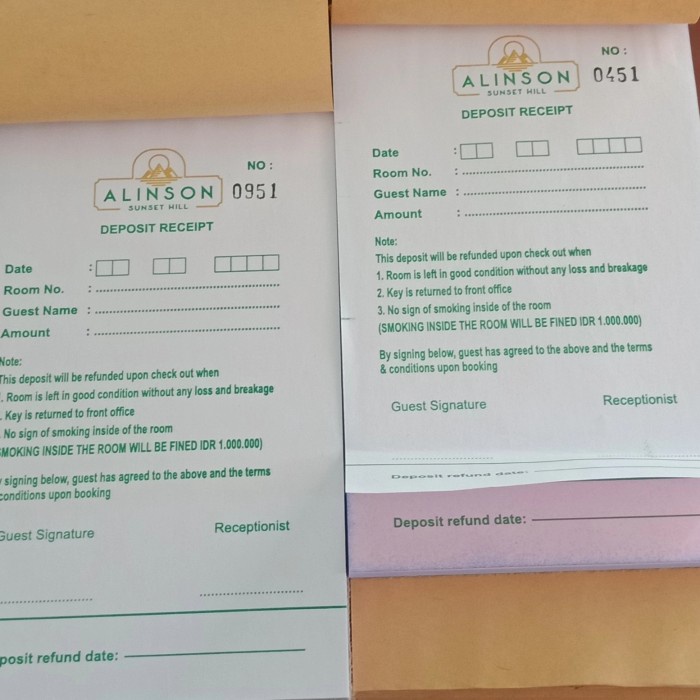 ALINSON
SUNSET HILL
NO :
0951
DEPOSIT RECEIPT
Date :
Room No. :
Guest Name :
Amount :
Note:
This deposit will be refunded upon check out when
. Room is left in good condition without any loss and breakage
Key is returned to front office
No sign of smoking inside of the room
MOKING INSIDE THE ROOM WILL BE FINED IDR 1.000.000)
signing below, guest has agreed to the above and the terms
conditions upon booking
Guest Signature Receptionist
posit refund date:
ALINSON
SUNSET HILL
NO :
0451
DEPOSIT RECEIPT
Date :
Room No. :
Guest Name :
Amount :
Note:
This deposit will be refunded upon check out when
1. Room is left in good condition without any loss and breakage
2. Key is returned to front office
3. No sign of smoking inside of the room
(SMOKING INSIDE THE ROOM WILL BE FINED IDR 1.000.000)
By signing below, guest has agreed to the above and the terms
& conditions upon booking
Guest Signature Receptionist
Deposit refund date:
Deposit refund date: